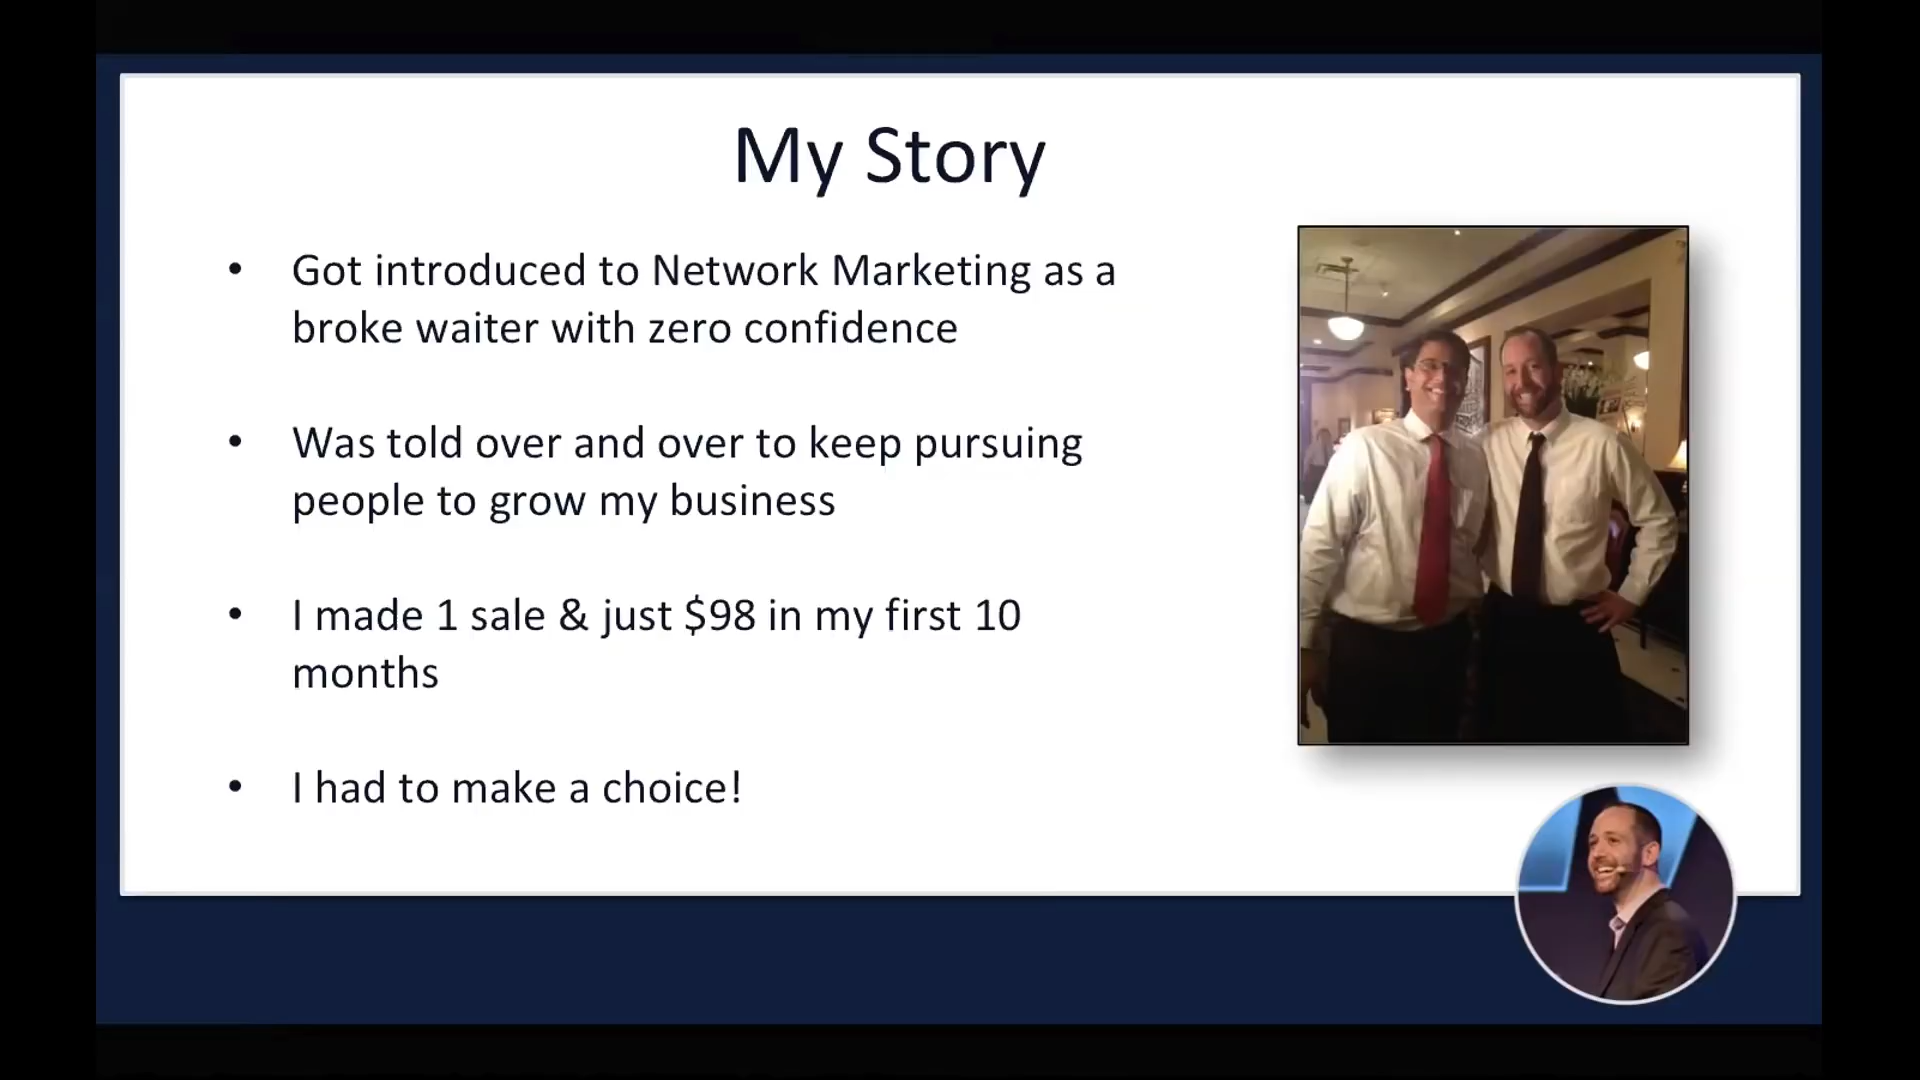 My Story
• Got introduced to Network Marketing as a
broke waiter with zero confidence
• Was told over and over to keep pursuing
people to grow my business
• I made 1 sale & just $98 in my first 10
months
• I had to make a choice!